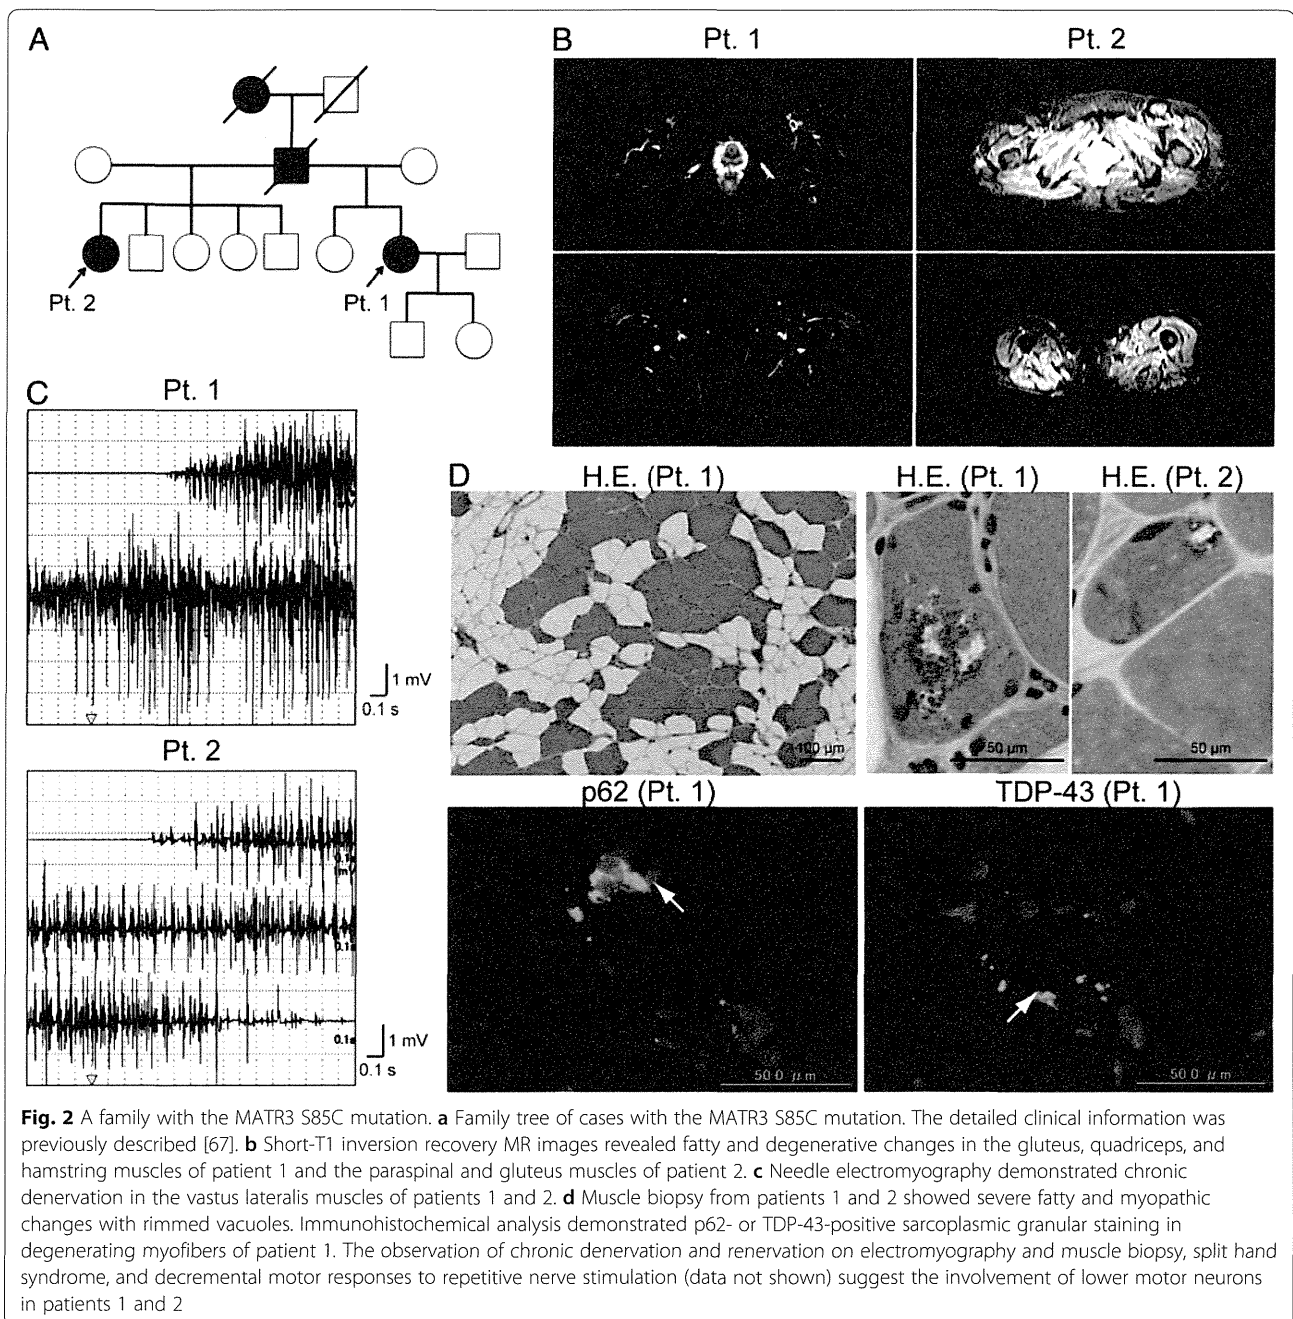 A
B
Pt. 1
Pt. 2
Pt. 2
Pt. 1
C
Pt. 1
1 mV
0.1 s
Pt. 2
0.1s
1mV
0.1s
0.1s
1 mV
0.1 s
D
H.E. (Pt. 1)
H.E. (Pt. 1)
H.E. (Pt. 2)
100 µm
50 µm
50 µm
p62 (Pt. 1)
TDP-43 (Pt. 1)
50.0 µm
50.0 µm
Fig. 2 A family with the MATR3 S85C mutation. a Family tree of cases with the MATR3 S85C mutation. The detailed clinical information was
previously described [67]. b Short-T1 inversion recovery MR images revealed fatty and degenerative changes in the gluteus, quadriceps, and
hamstring muscles of patient 1 and the paraspinal and gluteus muscles of patient 2. c Needle electromyography demonstrated chronic
denervation in the vastus lateralis muscles of patients 1 and 2. d Muscle biopsy from patients 1 and 2 showed severe fatty and myopathic
changes with rimmed vacuoles. Immunohistochemical analysis demonstrated p62- or TDP-43-positive sarcoplasmic granular staining in
degenerating myofibers of patient 1. The observation of chronic denervation and renervation on electromyography and muscle biopsy, split hand
syndrome, and decremental motor responses to repetitive nerve stimulation (data not shown) suggest the involvement of lower motor neurons
in patients 1 and 2